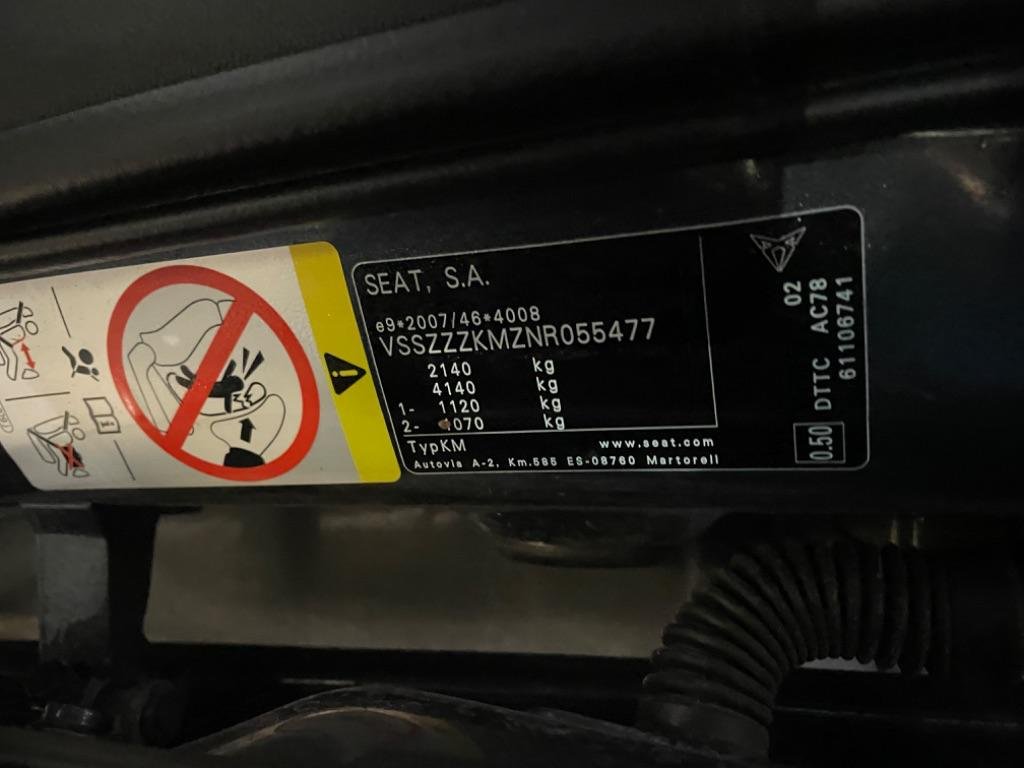 SEAT, S.A.
e9*2007/46*4008
VSSZZZKMZNR055477
2140 kg
4140 kg
1- 1120 kg
2- 1070 kg
TypKM www.seat.com
Autovia A-2, Km.585 ES-08760 Martorell
0.50 DTTC AC78 02
61106741